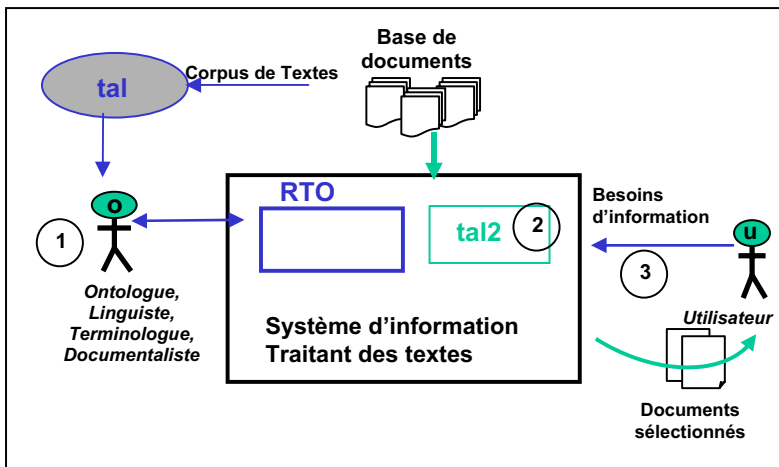 Base de
documents
Corpus de Textes
tal
RTO
o
1
tal2
2
Besoins
d’information
3
u
Ontologue,
Linguiste,
Terminologue,
Documentaliste
Utilisateur
Système d’information
Traitant des textes
Documents
sélectionnés